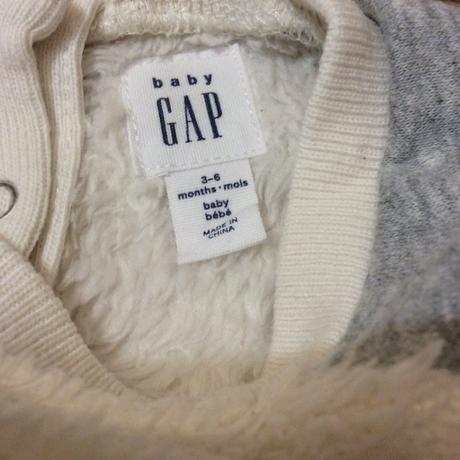 baby
GAP
3-6
months • mois
baby
bébé
MADE IN
CHINA